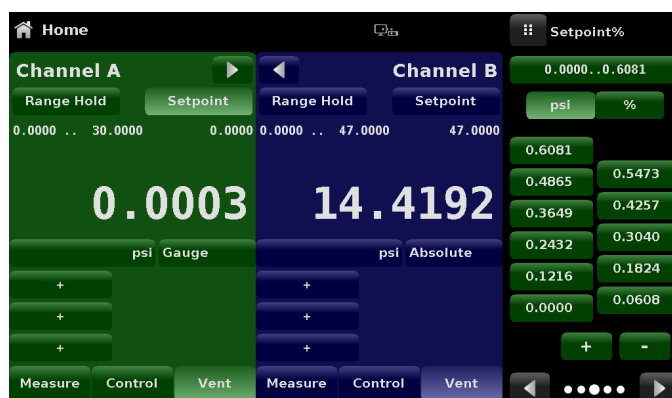 Home
Setpoint%
Channel A
Channel B
0.0000..0.6081
Range Hold Setpoint
Range Hold Setpoint
psi %
0.0000 .. 30.0000 0.0000
0.0000 .. 47.0000 47.0000
0.6081
0.5473
0.4865
0.4257
0.3649
0.3040
0.2432
0.1824
0.1216
0.0608
0.0000
0.0003
14.4192
psi Gauge
psi Absolute
+
+
+
+
+
+
+ -
Measure Control Vent
Measure Control Vent